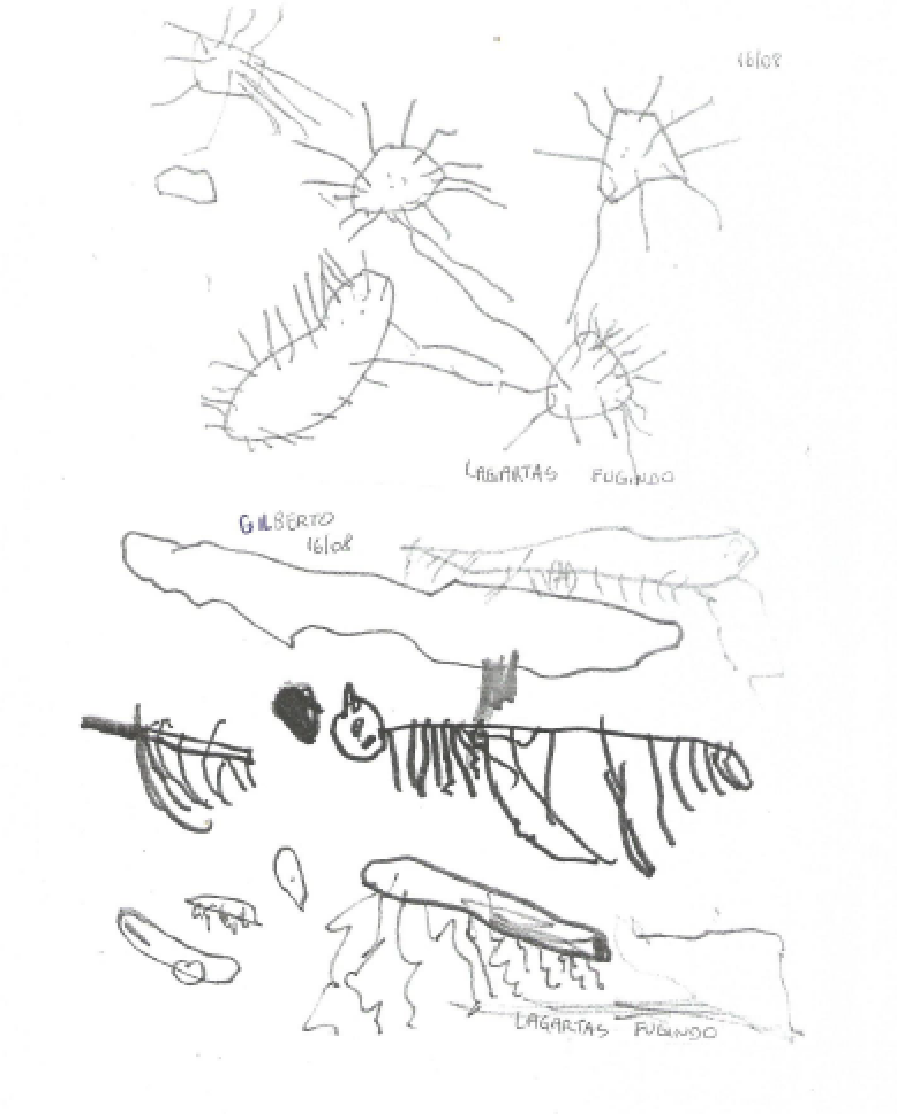 16/08
LAGARTAS FUGINDO
GILBERTO
16/08
LAGARTAS FUGINDO